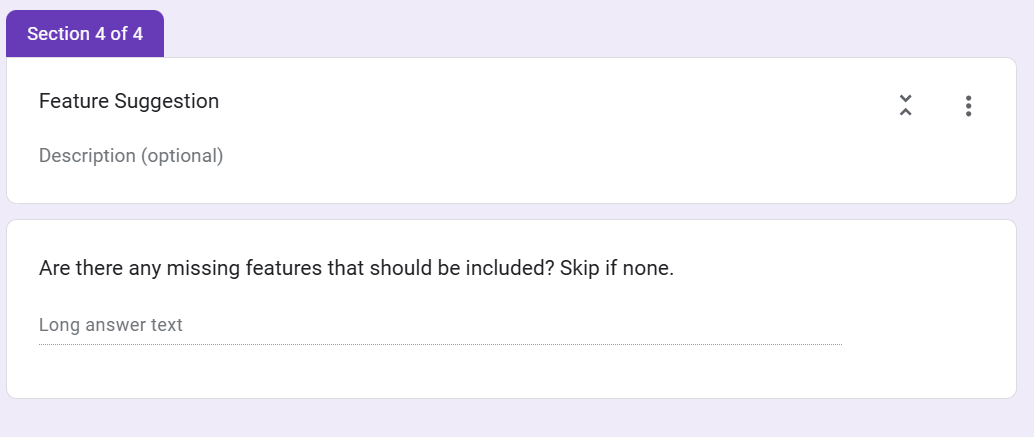 Section 4 of 4
Feature Suggestion
Description (optional)
Are there any missing features that should be included? Skip if none.
Long answer text